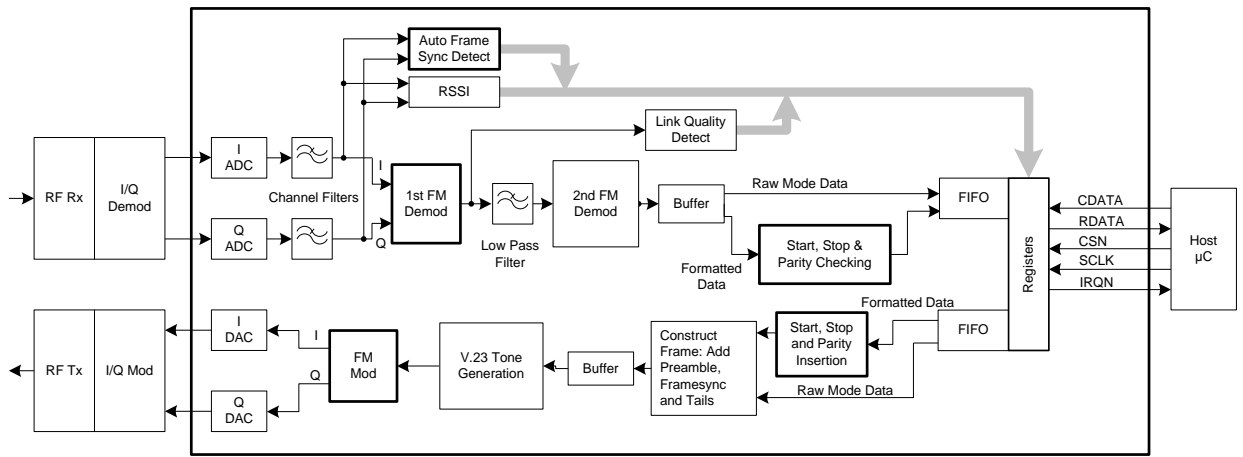 Auto Frame
Sync Detect
RSSI
Link Quality
Detect
RF Rx
I/Q
Demod
I
ADC
Channel Filters
Q
ADC
I
Q
1st FM
Demod
Low Pass
Filter
2nd FM
Demod
Buffer
Raw Mode Data
Formatted
Data
Start, Stop &
Parity Checking
FIFO
Registers
CDATA
RDATA
CSN
SCLK
IRQN
Host
µC
RF Tx
I/Q Mod
I
DAC
Q
DAC
I
Q
FM
Mod
V.23 Tone
Generation
Buffer
Construct
Frame: Add
Preamble,
Framesync
and Tails
Start, Stop
and Parity
Insertion
Formatted Data
FIFO
Raw Mode Data